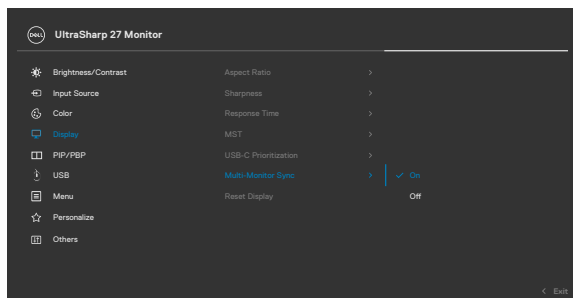 DELL UltraSharp 27 Monitor
Brightness/Contrast Aspect Ratio >
Input Source Sharpness >
Color Response Time >
Display MST >
PIP/PBP USB-C Prioritization >
USB Multi-Monitor Sync > ✓ On
Menu Reset Display Off
Personalize
Others
< Exit